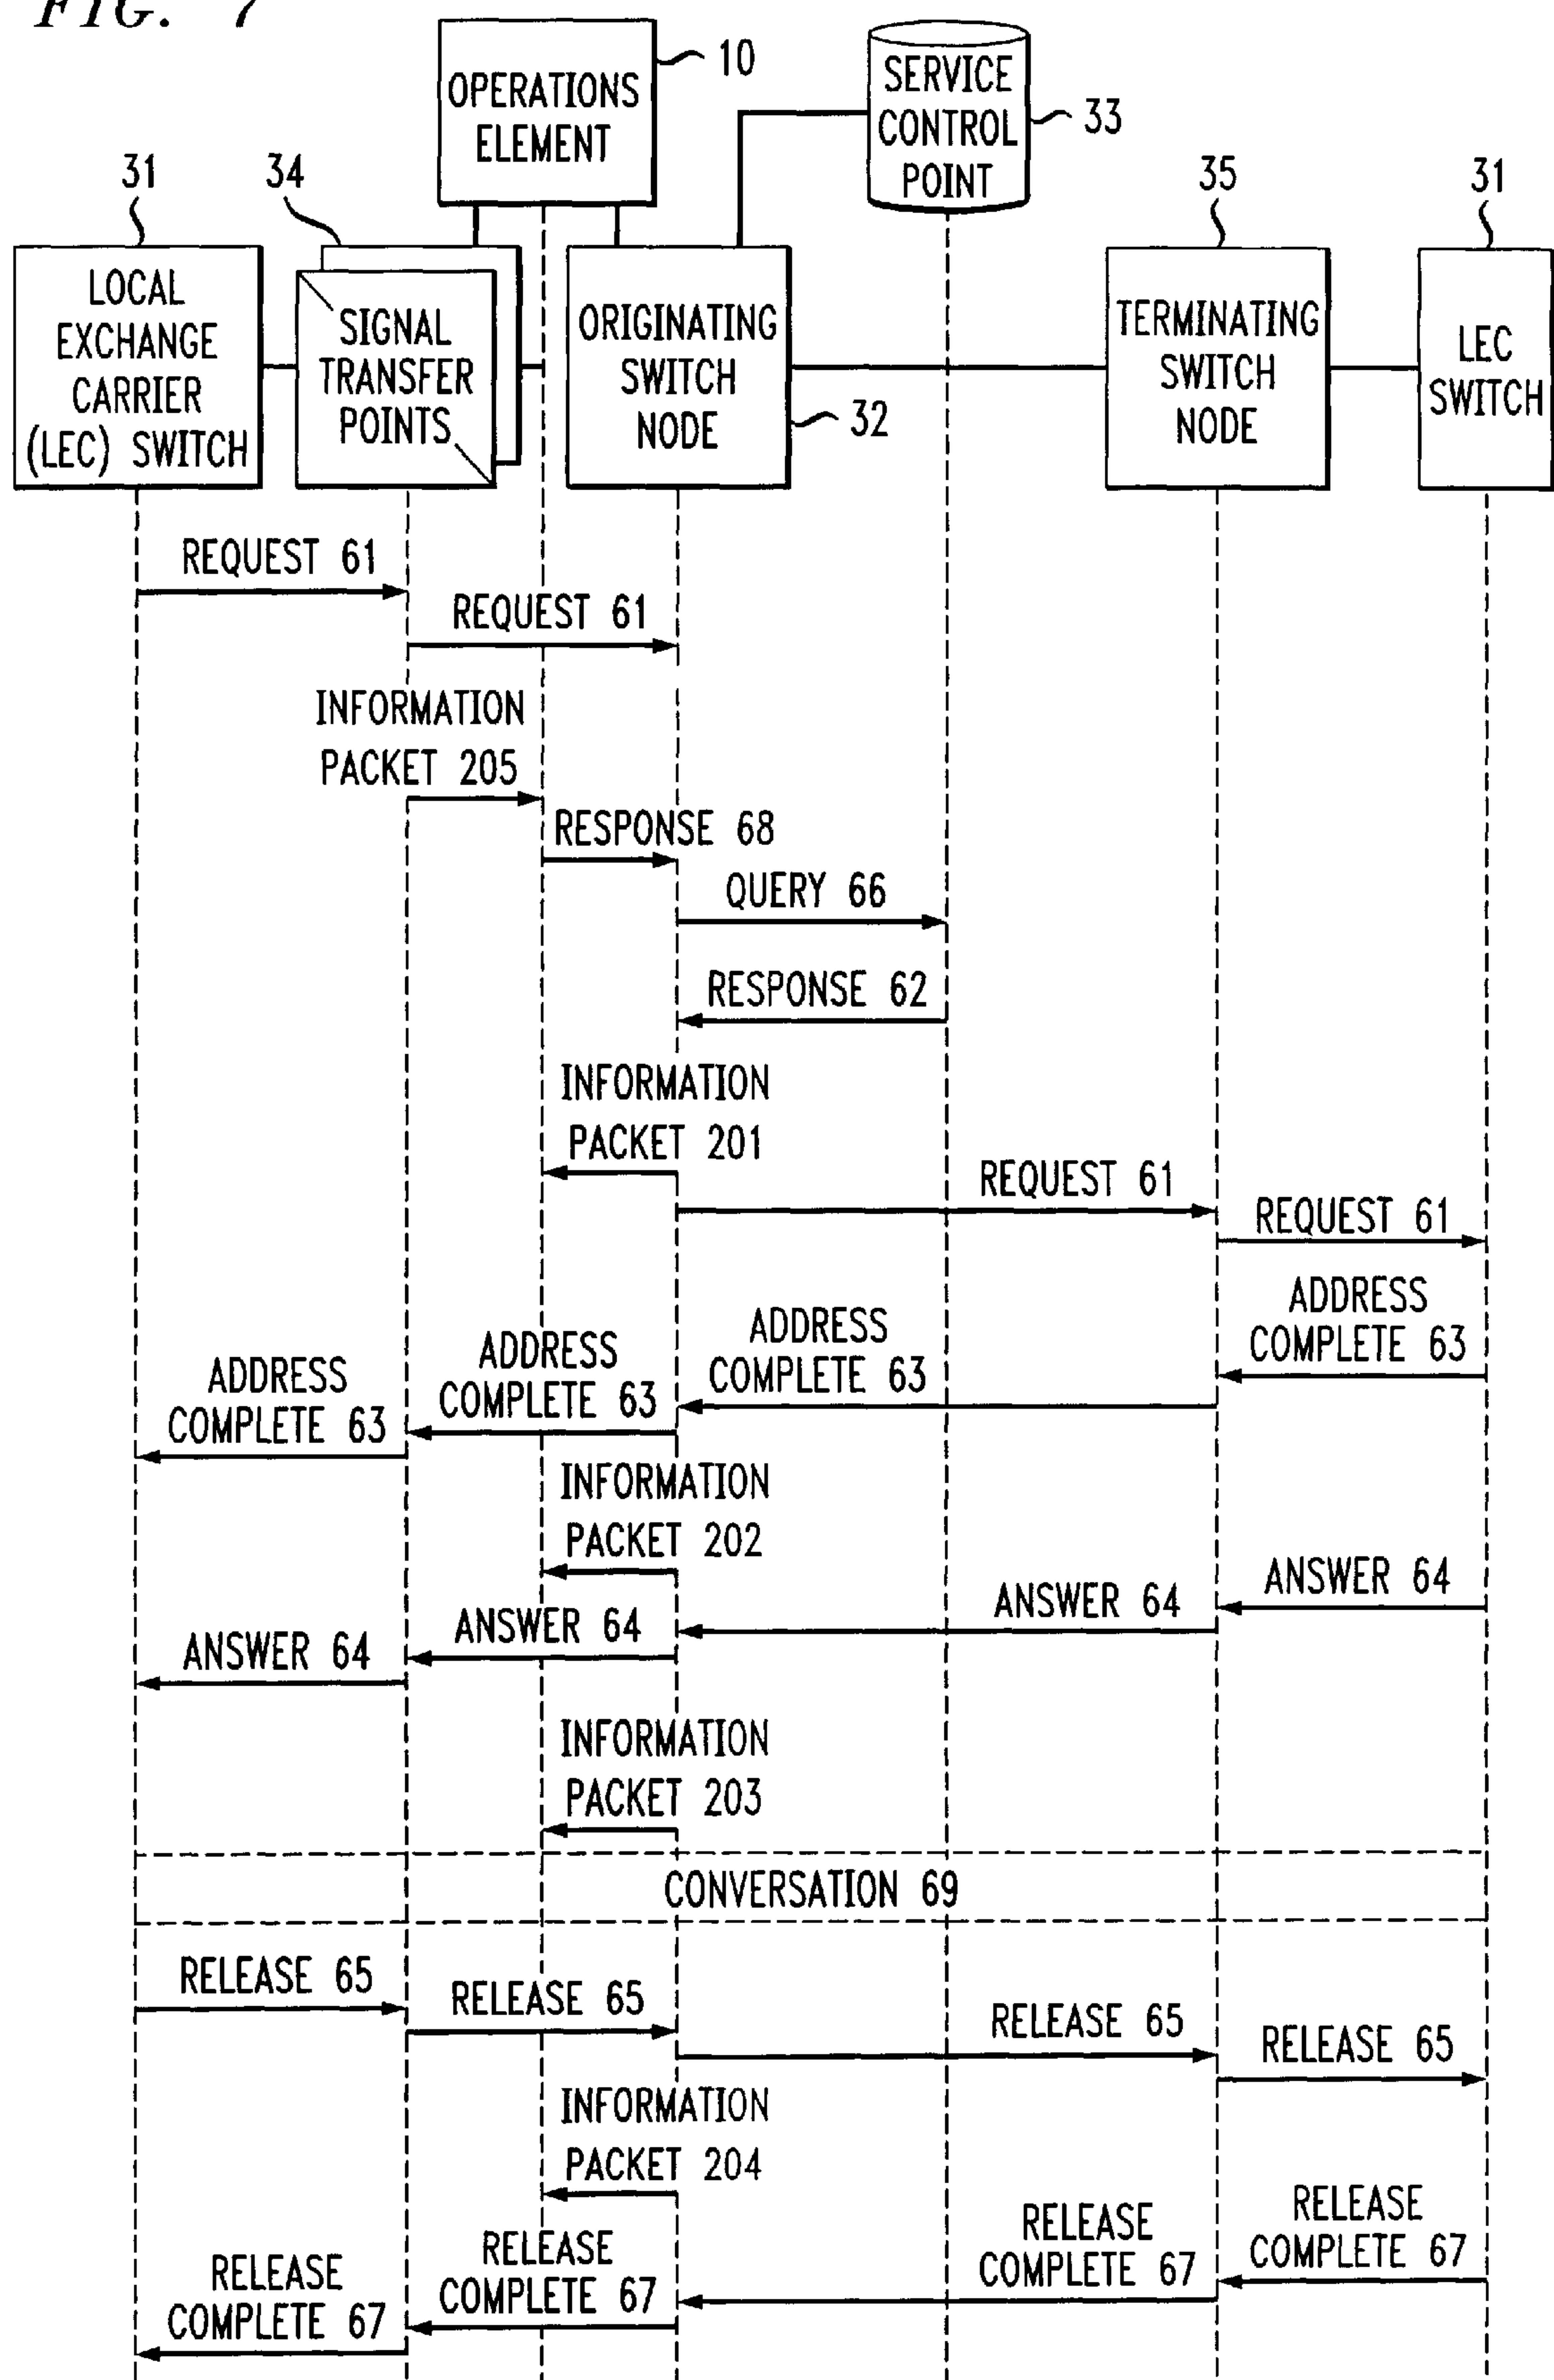 FIG. 7
OPERATIONS
ELEMENT
10
SERVICE
CONTROL
POINT
33
31
34
35
31
LOCAL
EXCHANGE
CARRIER
(LEC) SWITCH
SIGNAL
TRANSFER
POINTS
ORIGINATING
SWITCH
NODE
32
TERMINATING
SWITCH
NODE
LEC
SWITCH
REQUEST 61
REQUEST 61
INFORMATION
PACKET 205
RESPONSE 68
QUERY 66
RESPONSE 62
INFORMATION
PACKET 201
REQUEST 61
REQUEST 61
ADDRESS
COMPLETE 63
ADDRESS
COMPLETE 63
ADDRESS
COMPLETE 63
ADDRESS
COMPLETE 63
INFORMATION
PACKET 202
ANSWER 64
ANSWER 64
ANSWER 64
ANSWER 64
INFORMATION
PACKET 203
CONVERSATION 69
RELEASE 65
RELEASE 65
RELEASE 65
RELEASE 65
INFORMATION
PACKET 204
RELEASE
COMPLETE 67
RELEASE
COMPLETE 67
RELEASE
COMPLETE 67
RELEASE
COMPLETE 67